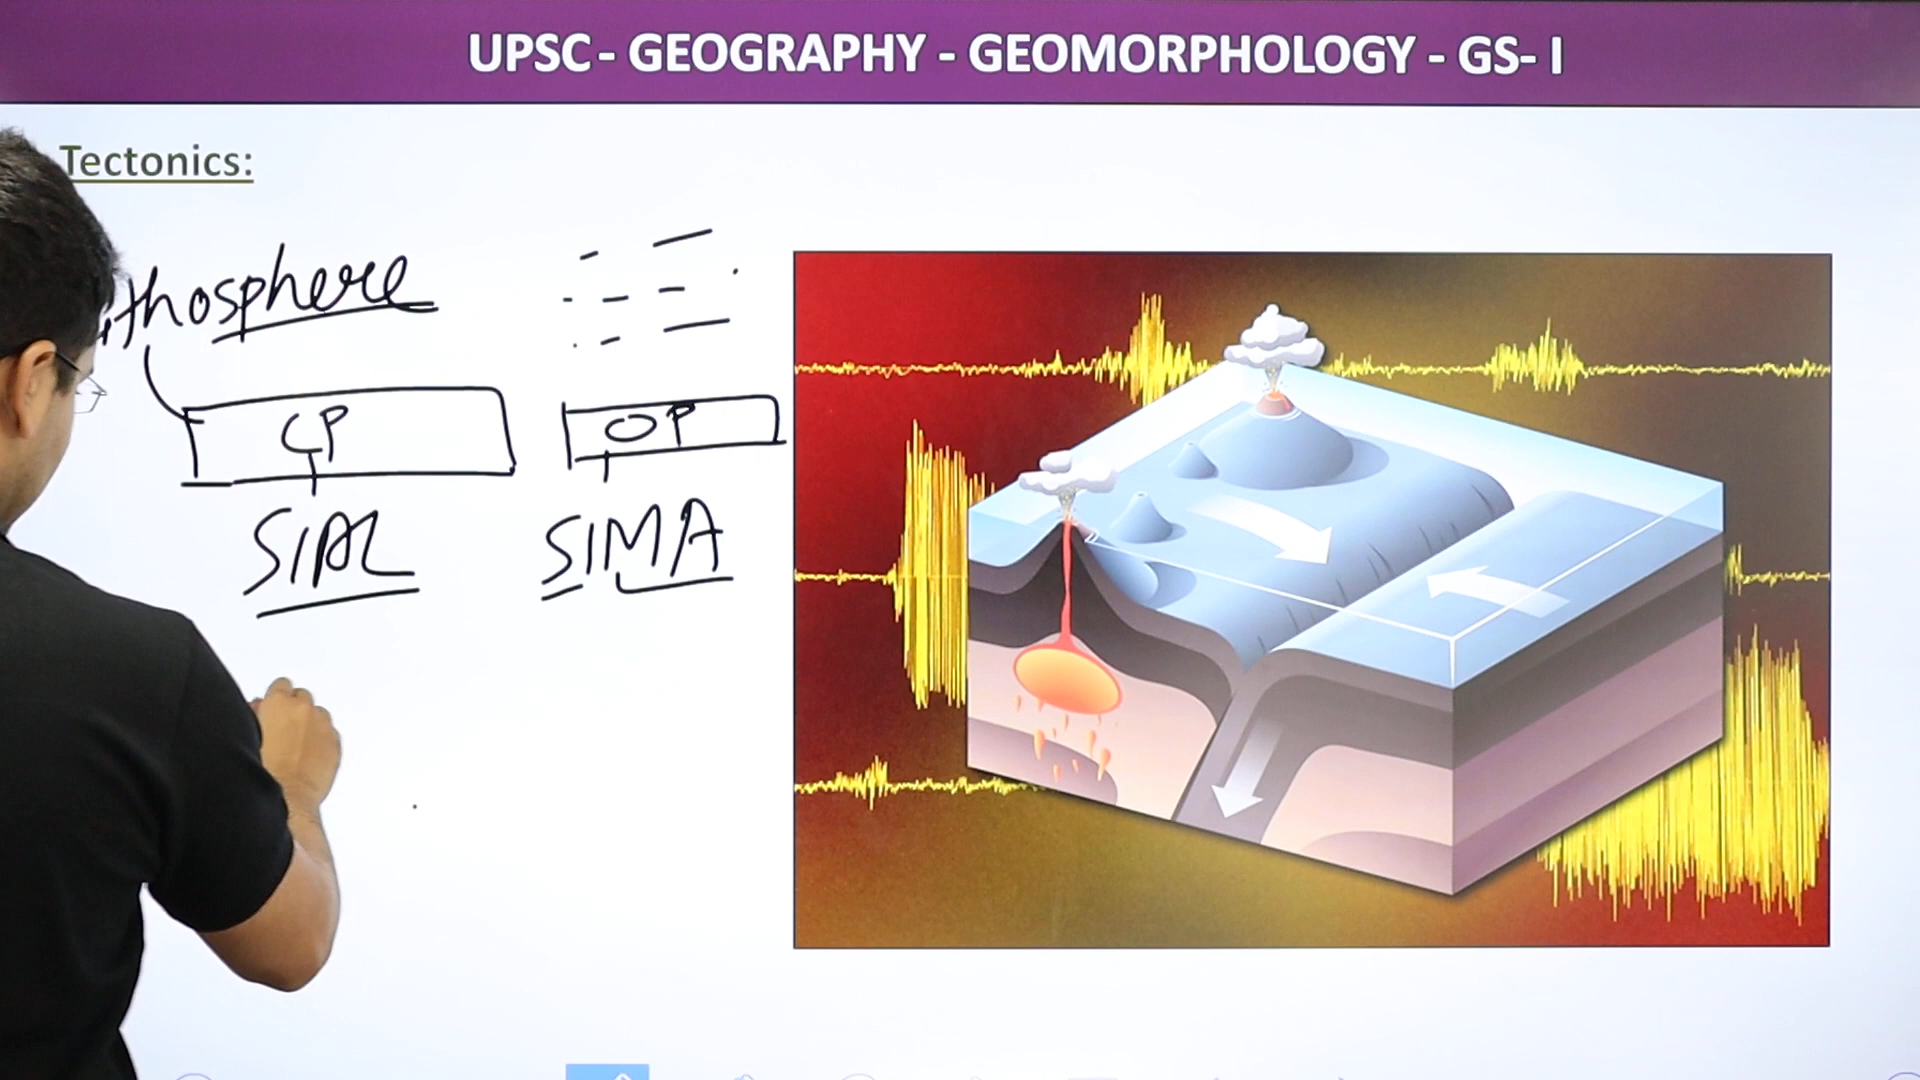 UPSC - GEOGRAPHY - GEOMORPHOLOGY - GS- I
Tectonics:
thosphere
CP
OP
SIAL
SIMA